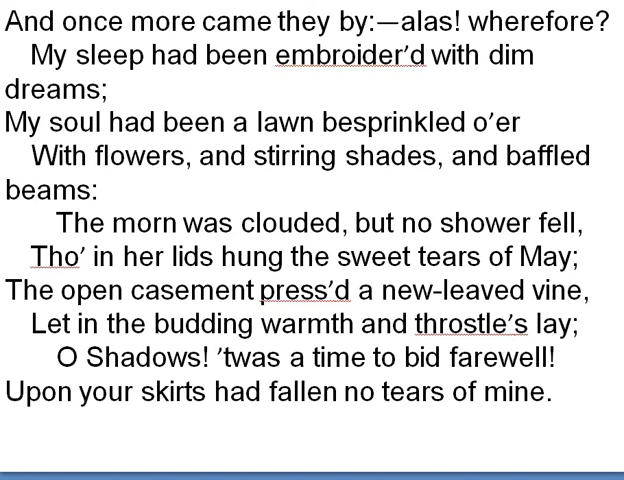 And once more came they by:—alas! wherefore?
My sleep had been embroider’d with dim
dreams;
My soul had been a lawn besprinkled o’er
With flowers, and stirring shades, and baffled
beams:
The morn was clouded, but no shower fell,
Tho’ in her lids hung the sweet tears of May;
The open casement press’d a new-leaved vine,
Let in the budding warmth and throstle’s lay;
O Shadows! ’twas a time to bid farewell!
Upon your skirts had fallen no tears of mine.